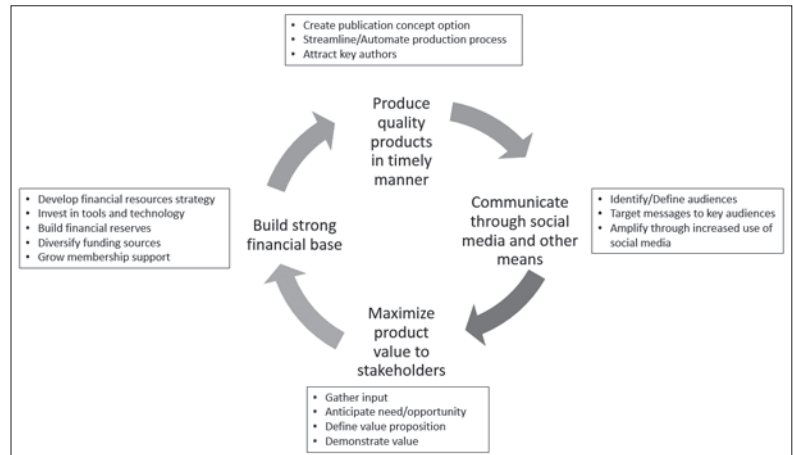 • Create publication concept option
• Streamline/Automate production process
• Attract key authors
Produce
quality
products
in timely
manner
Communicate
through social
media and other
means
• Identify/Define audiences
• Target messages to key audiences
• Amplify through increased use of
social media
Maximize
product
value to
stakeholders
• Gather input
• Anticipate need/opportunity
• Define value proposition
• Demonstrate value
Build strong
financial base
• Develop financial resources strategy
• Invest in tools and technology
• Build financial reserves
• Diversify funding sources
• Grow membership support